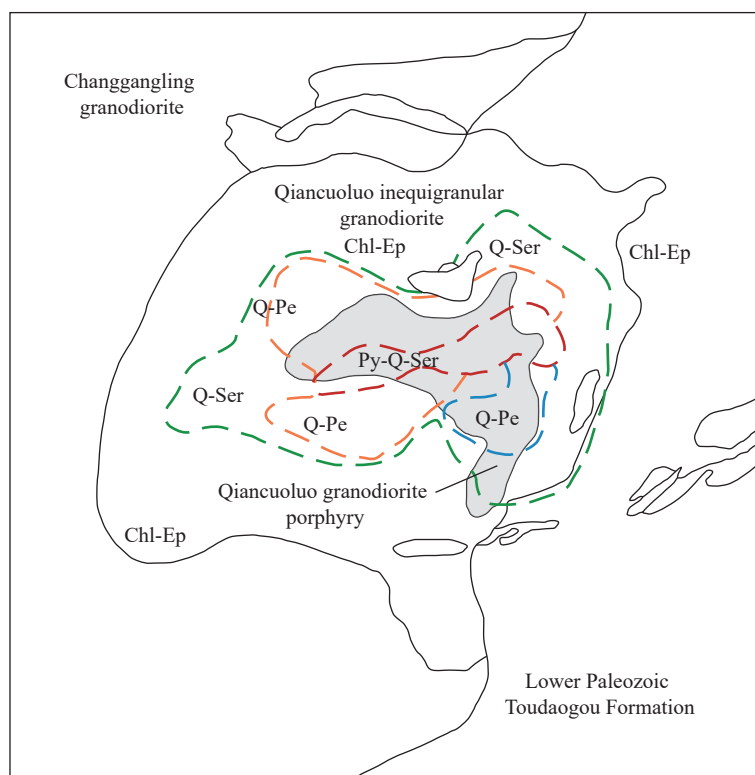 Changgangling
granodiorite
Qiancuoluo inequigranular
granodiorite
Chl-Ep
Q-Ser
Chl-Ep
Q-Pe
Py-Q-Ser
Q-Ser
Q-Pe
Q-Pe
Qiancuoluo granodiorite
porphyry
Chl-Ep
Lower Paleozoic
Toudaogou Formation